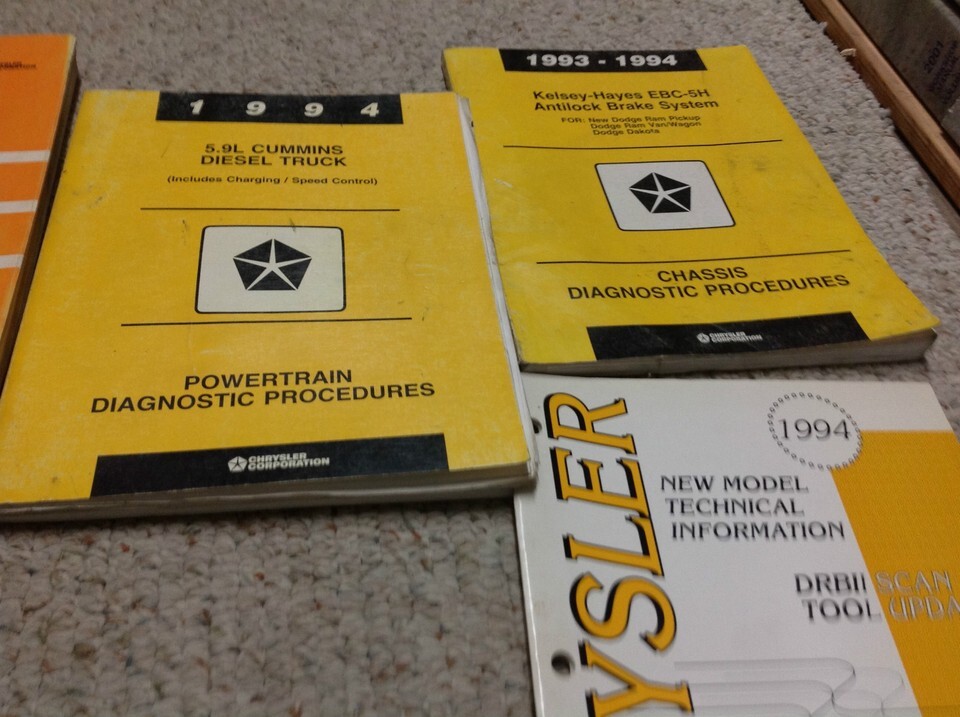 1994
5.9L CUMMINS
DIESEL TRUCK
(Includes Charging / Speed Control)
POWERTRAIN
DIAGNOSTIC PROCEDURES
CHRYSLER
CORPORATION
1993 - 1994
Kelsey-Hayes EBC-5H
Antilock Brake System
FOR: New Dodge Ram Pickup
Dodge Ram Van/Wagon
Dodge Dakota
CHASSIS
DIAGNOSTIC PROCEDURES
CHRYSLER
CORPORATION
YSLER
1994
NEW MODEL
TECHNICAL
INFORMATION
DRBII SCAN
TOOL UPDA
2001